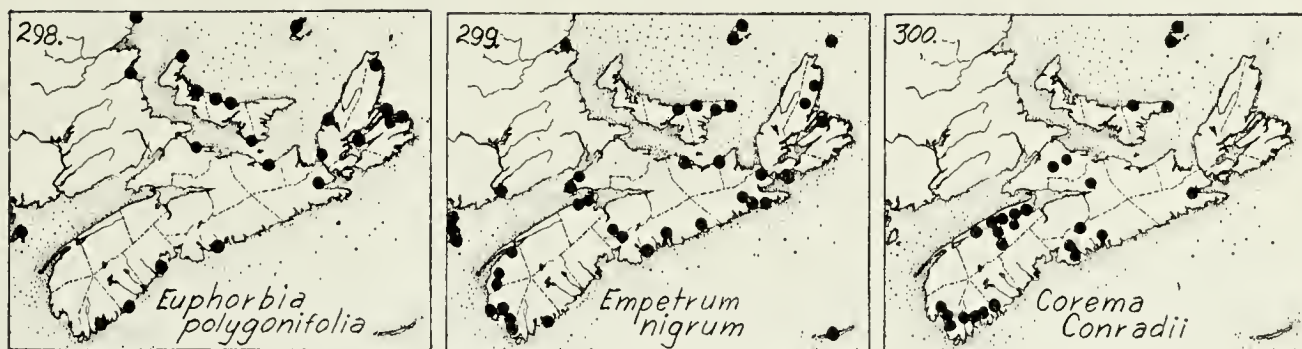 298.
Euphorbia
polygonifolia
299.
Empetrum
nigrum
300.
Corema
Conradii